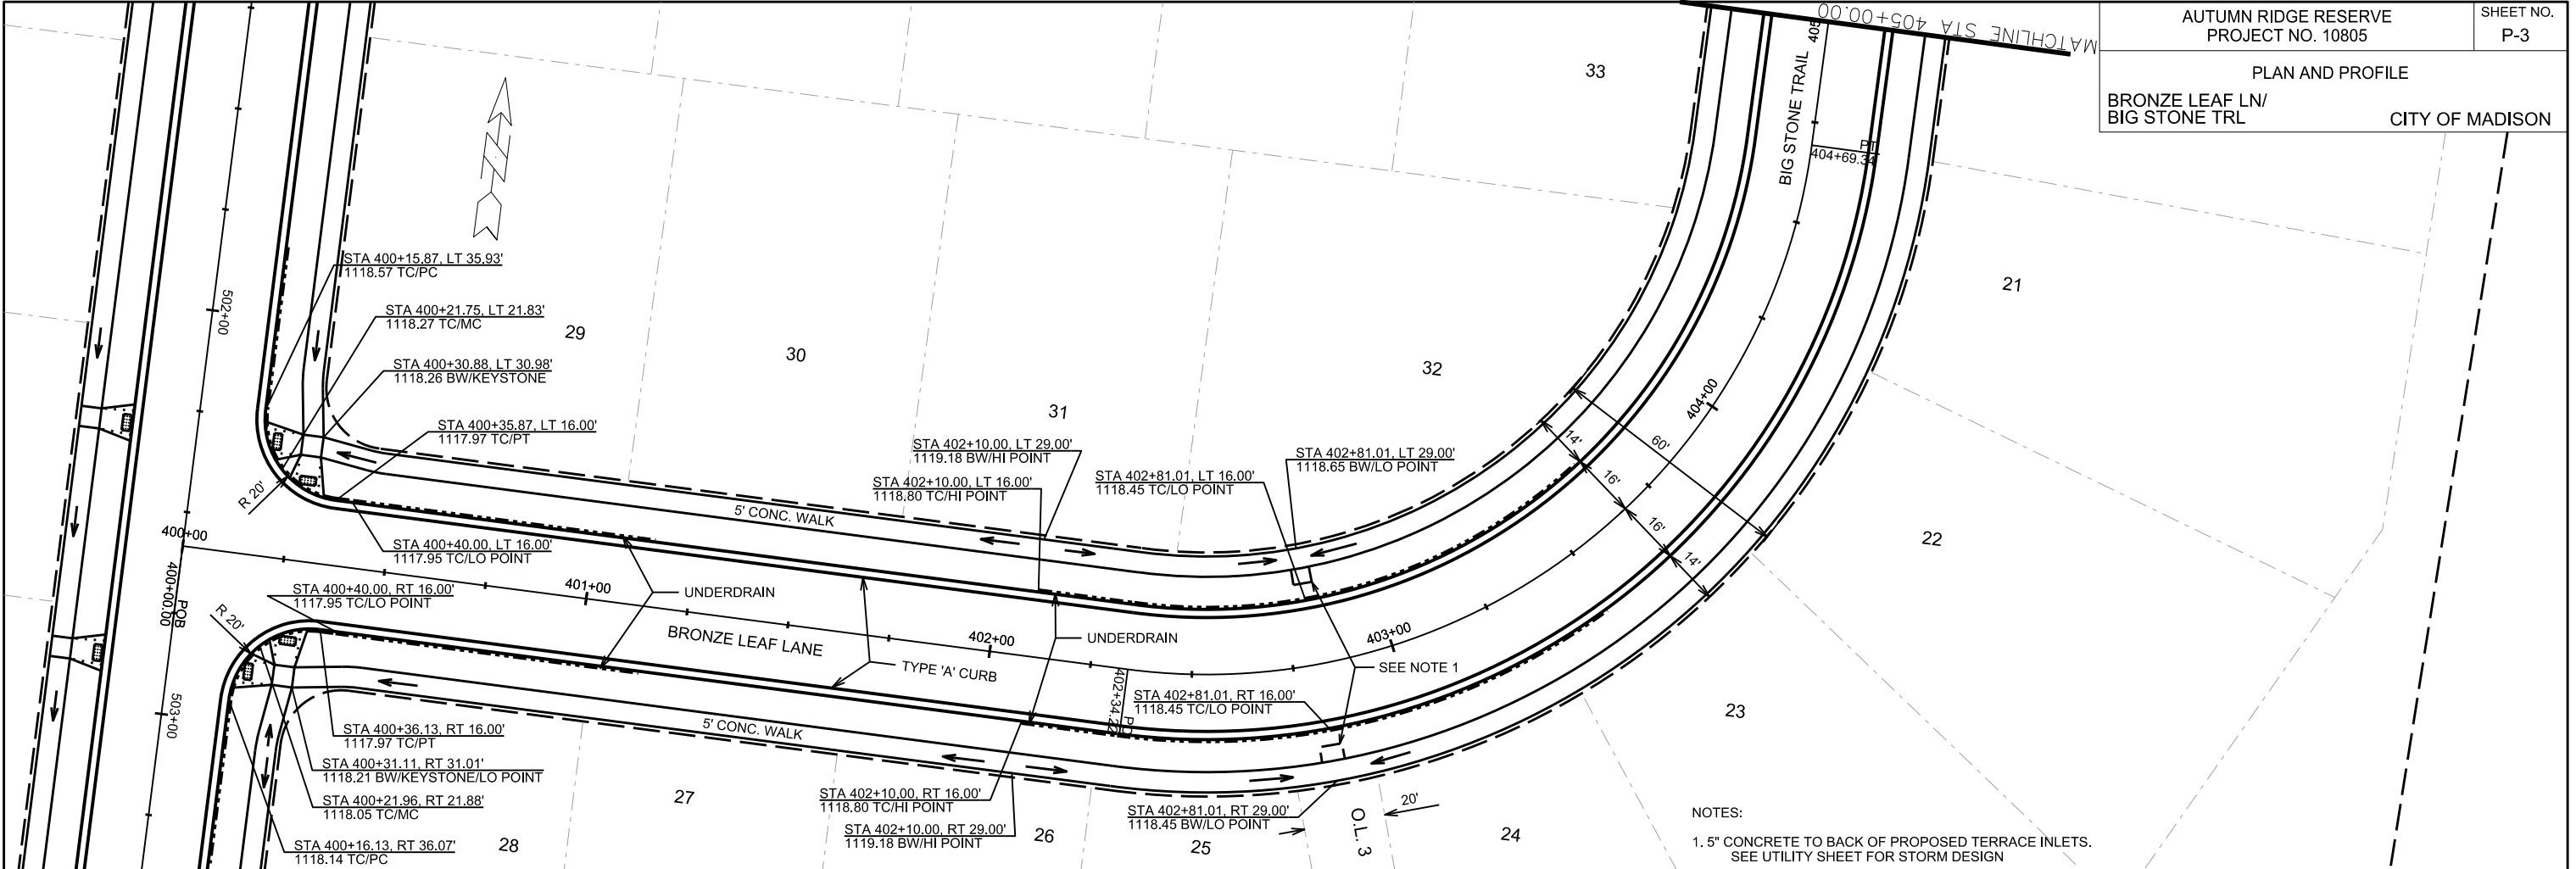 AUTUMN RIDGE RESERVE
PROJECT NO. 10805
SHEET NO.
P-3
PLAN AND PROFILE
BRONZE LEAF LN/
BIG STONE TRL
CITY OF MADISON
MATCHLINE STA 405+00.00
405
BIG STONE TRAIL
PT
404+69.34
33
21
29
30
31
32
22
23
24
25
26
27
28
O.L. 3
20'
502+00
503+00
STA 400+15.87, LT 35.93'
1118.57 TC/PC
STA 400+21.75, LT 21.83'
1118.27 TC/MC
STA 400+30.88, LT 30.98'
1118.26 BW/KEYSTONE
STA 400+35.87, LT 16.00'
1117.97 TC/PT
R 20'
STA 400+40.00, LT 16.00'
1117.95 TC/LO POINT
400+00
POB
400+00.00
STA 400+40.00, RT 16.00'
1117.95 TC/LO POINT
R 20'
401+00
UNDERDRAIN
BRONZE LEAF LANE
5' CONC. WALK
TYPE 'A' CURB
402+00
UNDERDRAIN
STA 402+10.00, LT 29.00'
1119.18 BW/HI POINT
STA 402+10.00, LT 16.00'
1118.80 TC/HI POINT
STA 402+81.01, LT 16.00'
1118.45 TC/LO POINT
STA 402+81.01, LT 29.00'
1118.65 BW/LO POINT
14'
16'
60'
16'
14'
404+00
403+00
SEE NOTE 1
PC
402+34.22
STA 402+81.01, RT 16.00'
1118.45 TC/LO POINT
5' CONC. WALK
STA 400+36.13, RT 16.00'
1117.97 TC/PT
STA 400+31.11, RT 31.01'
1118.21 BW/KEYSTONE/LO POINT
STA 400+21.96, RT 21.88'
1118.05 TC/MC
STA 400+16.13, RT 36.07'
1118.14 TC/PC
STA 402+10.00, RT 16.00'
1118.80 TC/HI POINT
STA 402+10.00, RT 29.00'
1119.18 BW/HI POINT
STA 402+81.01, RT 29.00'
1118.45 BW/LO POINT
NOTES:
1. 5" CONCRETE TO BACK OF PROPOSED TERRACE INLETS.
SEE UTILITY SHEET FOR STORM DESIGN